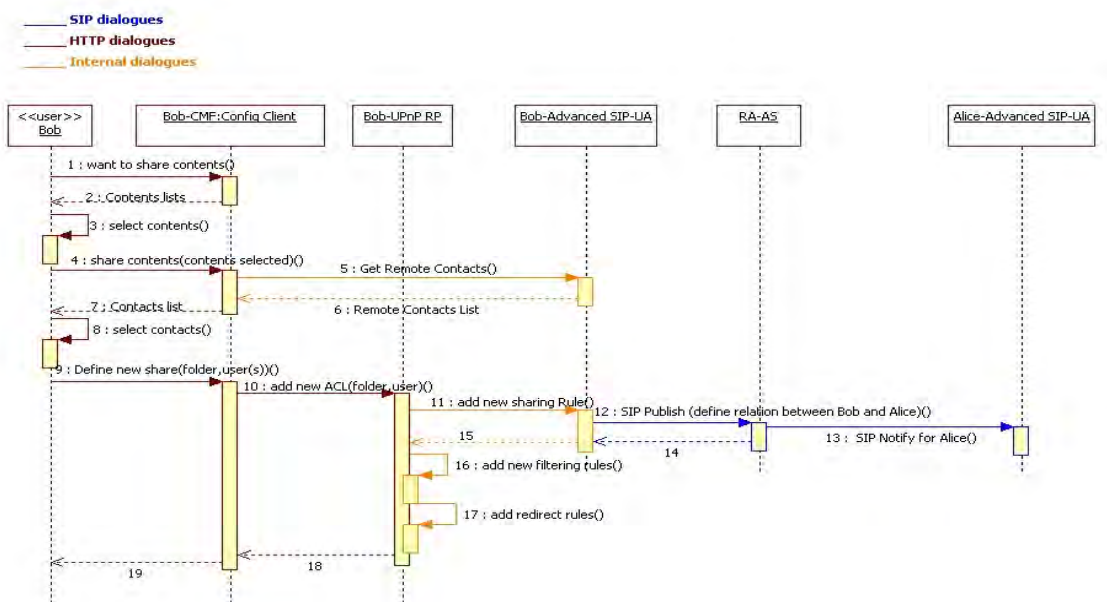 SIP dialogues
HTTP dialogues
Internal dialogues
<<user>>
Bob
Bob-CMF:Config Client
Bob-UPnP RP
Bob-Advanced SIP-UA
RA-AS
Alice-Advanced SIP-UA
1 : want to share contents()
2 : Contents lists
3 : select contents()
4 : share contents(contents selected)()
5 : Get Remote Contacts()
6 : Remote Contacts List
7 : Contacts list
8 : select contacts()
9 : Define new share(folder,user(s))()
10 : add new ACL(folder,user)()
11 : add new sharing Rule()
12 : SIP Publish (define relation between Bob and Alice)()
13 : SIP Notify for Alice()
14
15
16 : add new filtering rules()
17 : add redirect rules()
18
19